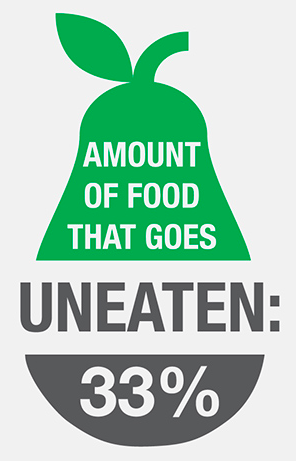 AMOUNT
OF FOOD
THAT GOES
UNEATEN:
33%